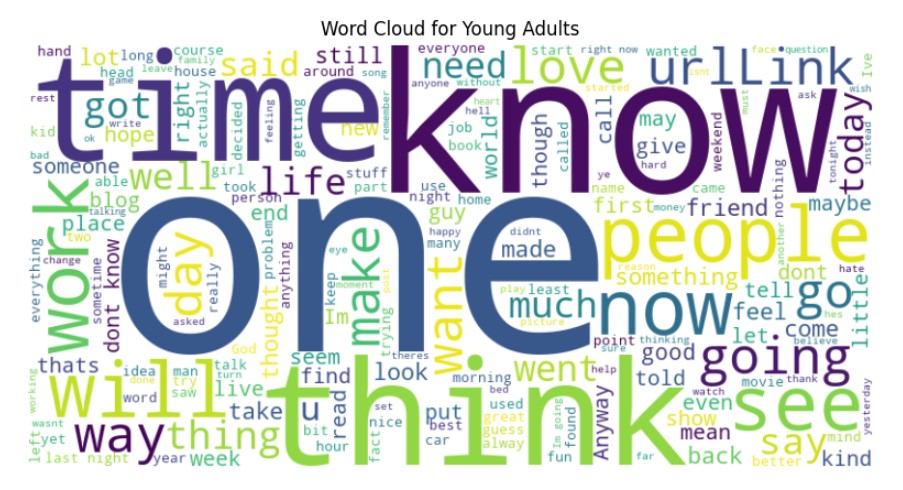 Word Cloud for Young Adults
hand lot long course family still everyone need start right now wanted face question
time got head leave house said around song anyone without love urlLink isnt Ive
rest game write right actually decided feeling getting new remember know hell heart started ask wish
kid ok hope job book world though called call may give hard weekend must tonight today instead
bad someone able well girl life stuff part use night home ye name came nothing
work blog took person end guy first money friend maybe
place talking two one day might really asked problem anything many happy didnt made people another
everything change sometime dont know thought God keep eye moment Im make trying post want reason something dont hate
play least much picture now tell feel go hes little
theres point sure thinking let come believe
thats idea man talk turn seem find look morning bed went help good going
working will done try saw word live take u think put used great guess told movie thank watch even see yesterday
wasnt left yet way thing bit hour read set nice fact best car alway Im going found Anyway show mean say mind
last night year week fun far back better kind